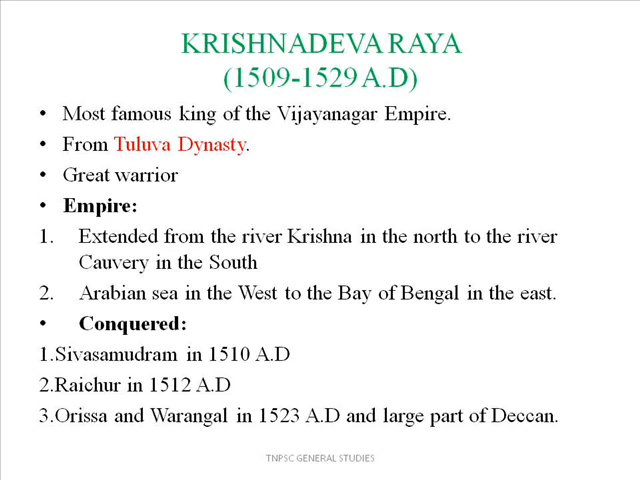 KRISHNADEVA RAYA
(1509-1529 A.D)
• Most famous king of the Vijayanagar Empire.
• From Tuluva Dynasty.
• Great warrior
• Empire:
1. Extended from the river Krishna in the north to the river
Cauvery in the South
2. Arabian sea in the West to the Bay of Bengal in the east.
• Conquered:
1.Sivasamudram in 1510 A.D
2.Raichur in 1512 A.D
3.Orissa and Warangal in 1523 A.D and large part of Deccan.
TNPSC GENERAL STUDIES